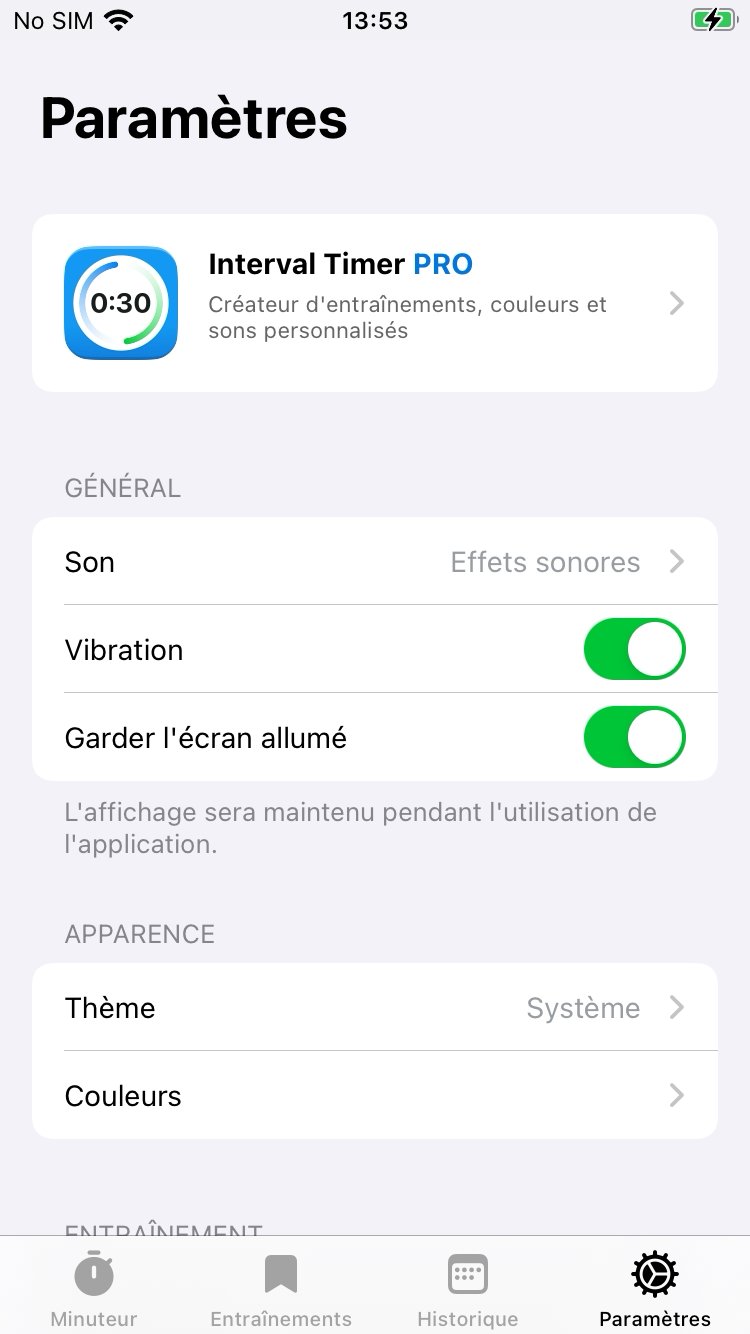 No SIM 13:53
Paramètres
0:30
Interval Timer PRO
Créateur d'entraînements, couleurs et
sons personnalisés
GÉNÉRAL
Son Effets sonores
Vibration
Garder l'écran allumé
L'affichage sera maintenu pendant l'utilisation de
l'application.
APPARENCE
Thème Système
Couleurs
ENTRAÎNEMENT
Minuteur Entraînements Historique Paramètres